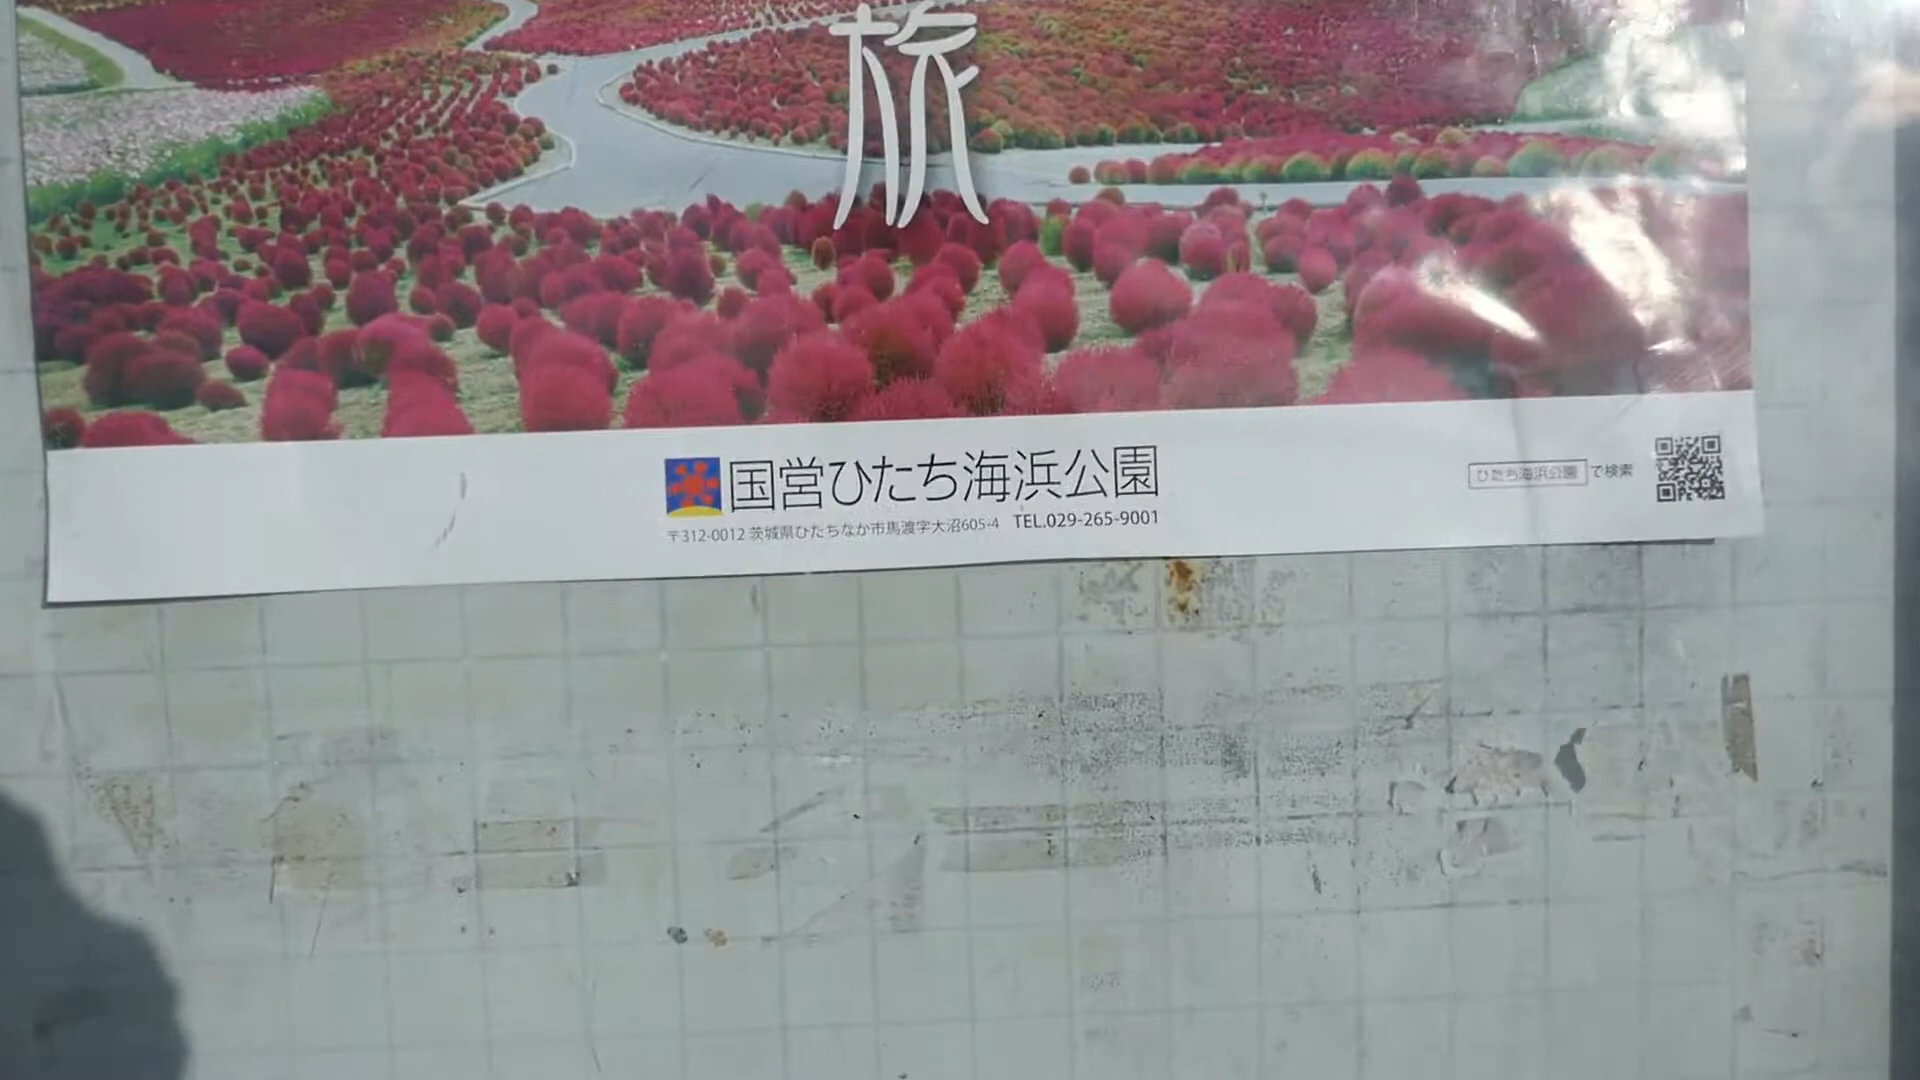 旅
国営ひたち海浜公園
〒312-0012 茨城県ひたちなか市馬渡字大沼605-4 TEL.029-265-9001
ひたち海浜公園 で検索